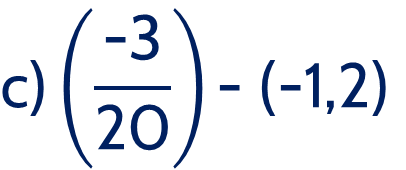 c) (-3/20) - (-1,2)